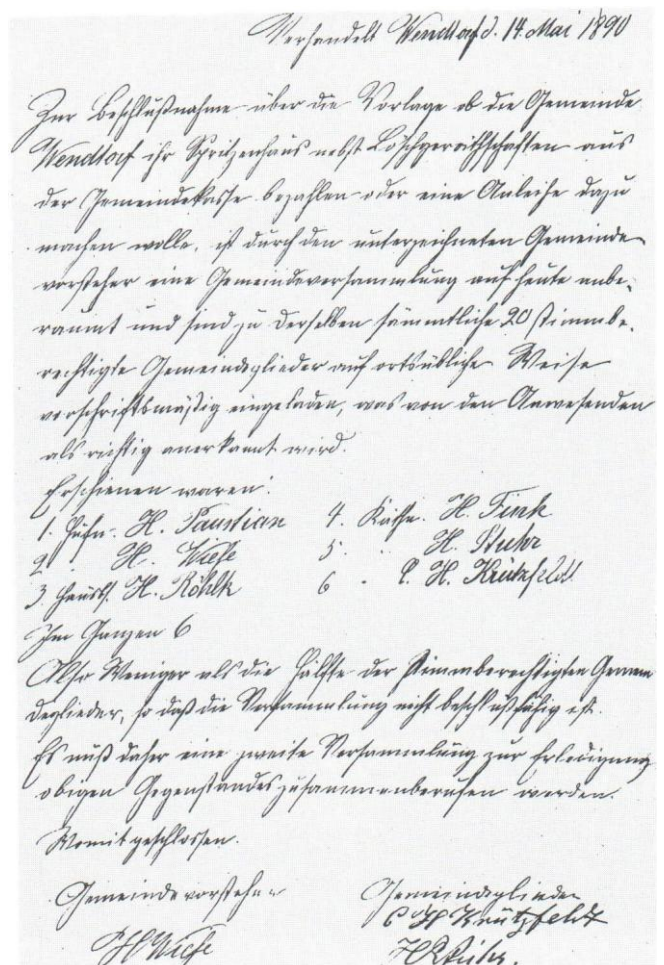 Verhandelt Wendtorf d. 14. Mai 1890
Zur Beschlußnahme über die Vorlage ob die Gemeinde
Wendtorf ihr Spritzenhaus nebst Löschgeräthschaften aus
der Gemeindekasse bezahlen oder eine Anleihe dazu
machen wolle, ist durch den unterzeichneten Gemeinde
vorsteher eine Gemeindeversammlung auf heute anbe-
raumt und sind zu derselben sämmtliche 20 stimmbe-
rechtigte Gemeindeglieder auf ortsübliche Weise
vorschriftsmäßig eingeladen, was von den Anwesenden
als richtig anerkannt wird.
Erschienen waren:
1. Hufn. H. Paustian 4. Käthn. H. Fink
2 " H. Wiese 5. " H. Stuhr
3. H. Röhlk 6 " C. H. Krützfeldt
Im Ganzen 6
Also Weniger als die Hälfte der Stimmberechtigten Gemein
deglieder, so daß die Versammlung nicht beschlußfähig ist.
Es muß daher eine zweite Versammlung zur Erledigung
obigen Gegenstandes zusammenberufen werden.
Womit geschlossen.
Gemeindevorsteher Gemeindeglieder
H Wiese C H Krützfeldt
H Stuhr.